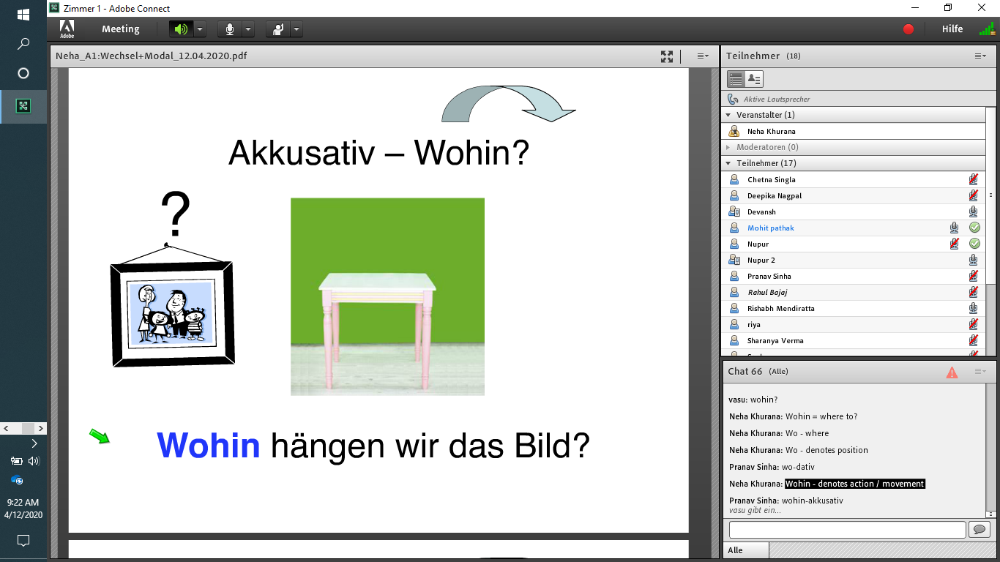 Zimmer 1 - Adobe Connect
Adobe
Meeting
Hilfe
Neha_A1:Wechsel+Modal_12.04.2020.pdf
Akkusativ – Wohin?
?
Wohin hängen wir das Bild?
Teilnehmer (18)
Aktive Lautsprecher
Veranstalter (1)
Neha Khurana
Moderatoren (0)
Teilnehmer (17)
Chetna Singla
Deepika Nagpal
Devansh
Mohit pathak
Nupur
Nupur 2
Pranav Sinha
Rahul Bajaj
Rishabh Mendiratta
riya
Sharanya Verma
Chat 66 (Alle)
vasu: wohin?
Neha Khurana: Wohin = where to?
Neha Khurana: Wo - where
Neha Khurana: Wo - denotes position
Pranav Sinha: wo-dativ
Neha Khurana: Wohin - denotes action / movement
Pranav Sinha: wohin-akkusativ
vasu gibt ein...
Alle
9:22 AM
4/12/2020